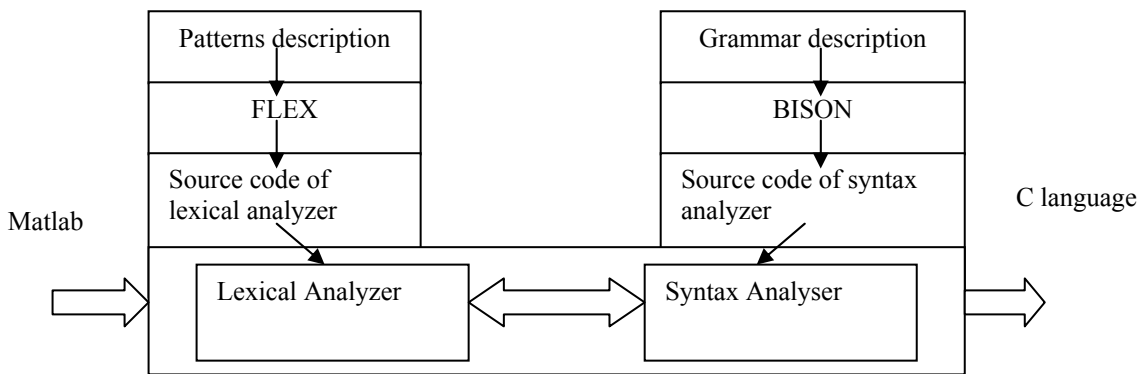 Patterns description
Grammar description
FLEX
BISON
Source code of
lexical analyzer
Source code of syntax
analyzer
Matlab
C language
Lexical Analyzer
Syntax Analyser